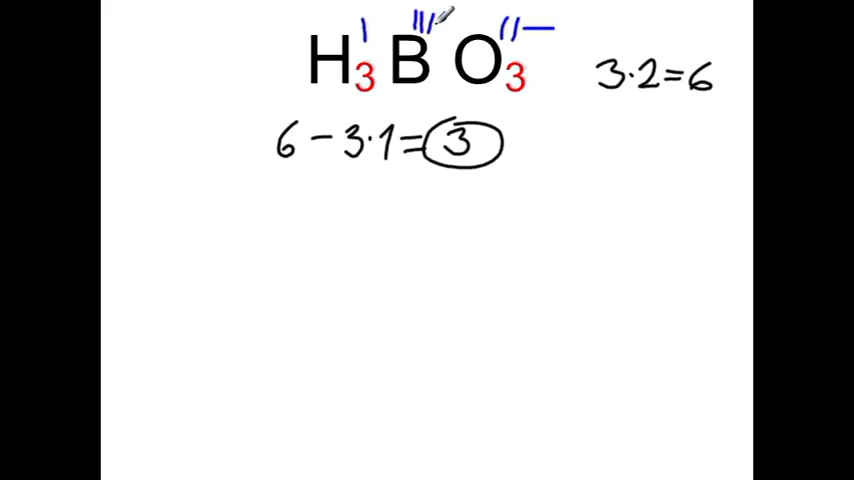 I III II –
H3BO3 3·2=6
6 – 3·1 = 3